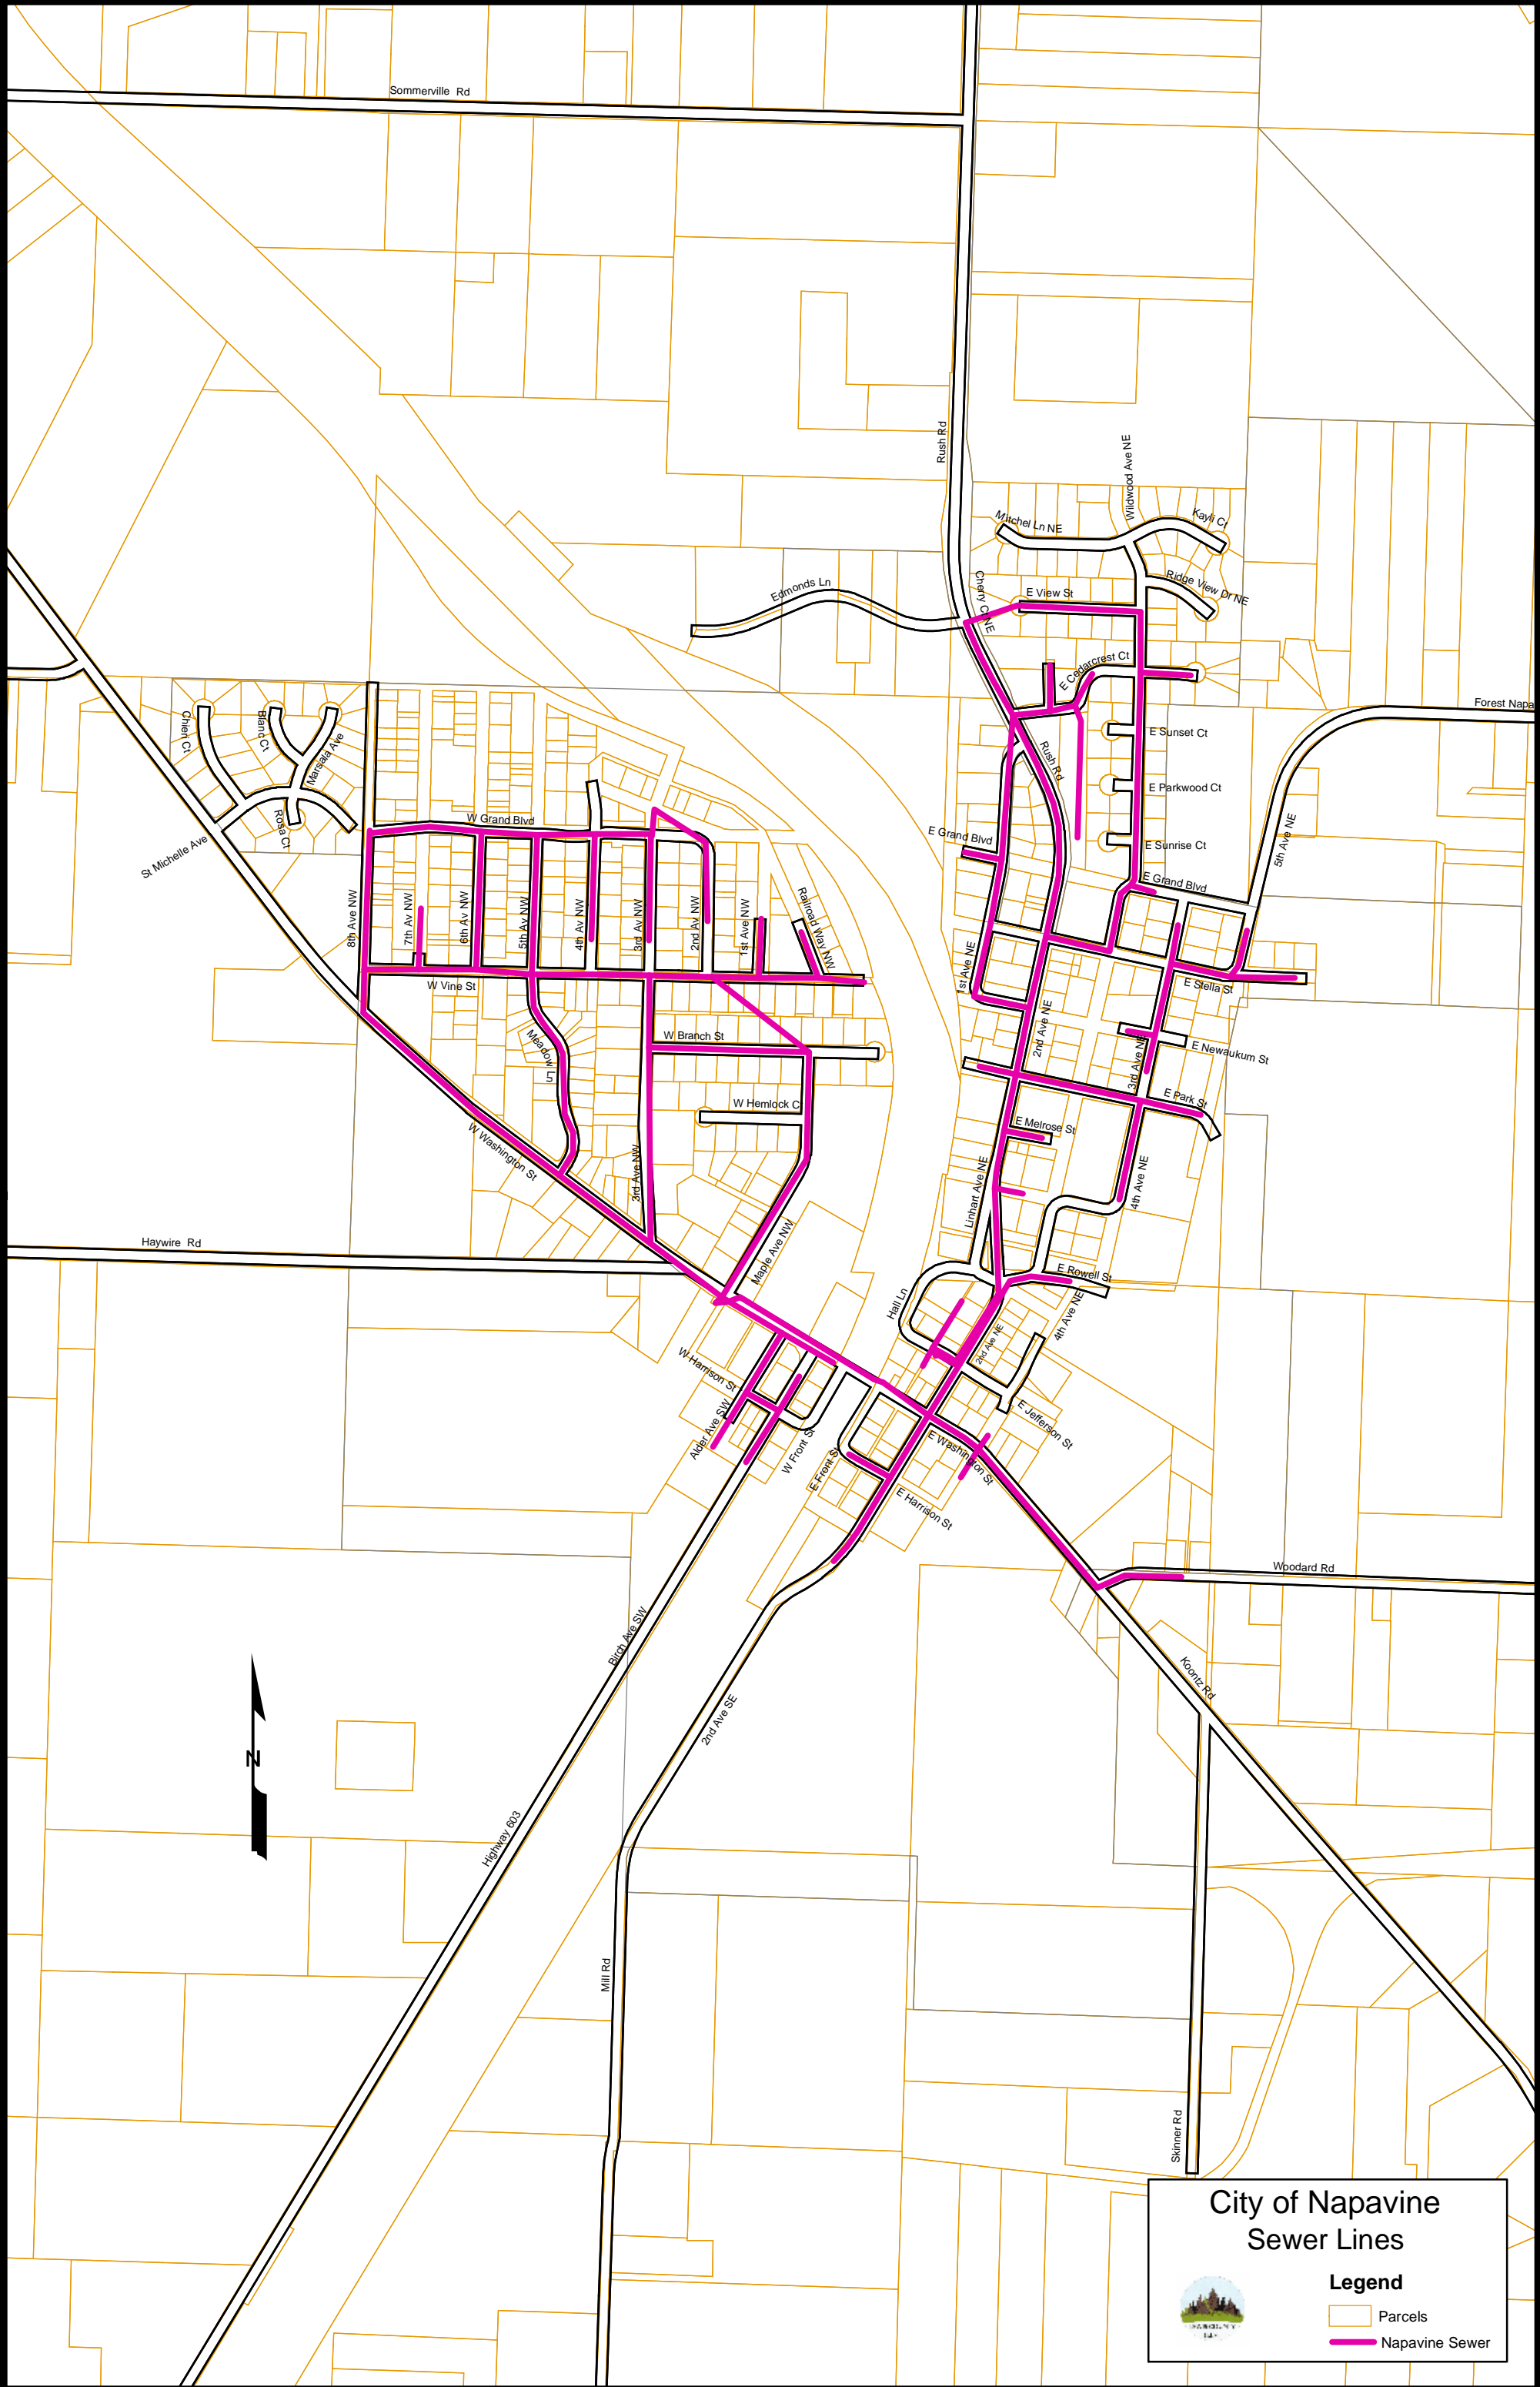 Sommerville Rd
Rush Rd
Wildwood Ave NE
Mitchel Ln NE
Kayli Ct
Ridge View Dr NE
Edmonds Ln
Cherry Ct NE
E View St
E Cedarcrest Ct
Forest Napa
Chieri Ct
Blanc Ct
Marsala Ave
Rosa Ct
St Michelle Ave
Rush Rd
E Sunset Ct
E Parkwood Ct
E Sunrise Ct
5th Ave NE
W Grand Blvd
E Grand Blvd
E Grand Blvd
8th Ave NW
7th Av NW
6th Av NW
5th Av NW
4th Av NW
3rd Av NW
2nd Av NW
1st Ave NW
Railroad Way NW
1st Ave NE
W Vine St
E Stella St
2nd Ave NE
Meadow Ln
W Branch St
E Newaukum St
3rd Ave NE
W Hemlock C
E Park St
E Melrose St
W Washington St
3rd Ave NW
Linhart Ave NE
4th Ave NE
Haywire Rd
Maple Ave NW
E Rowell St
Hall Ln
4th Ave NE
2nd Ave NE
W Harrison St
Alder Ave SW
W Front St
E Front St
E Washington St
E Jefferson St
E Harrison St
Woodard Rd
Birch Ave SW
Koontz Rd
2nd Ave SE
N
Highway 603
Mill Rd
Skinner Rd
City of Napavine
Sewer Lines
Legend
Parcels
Napavine Sewer